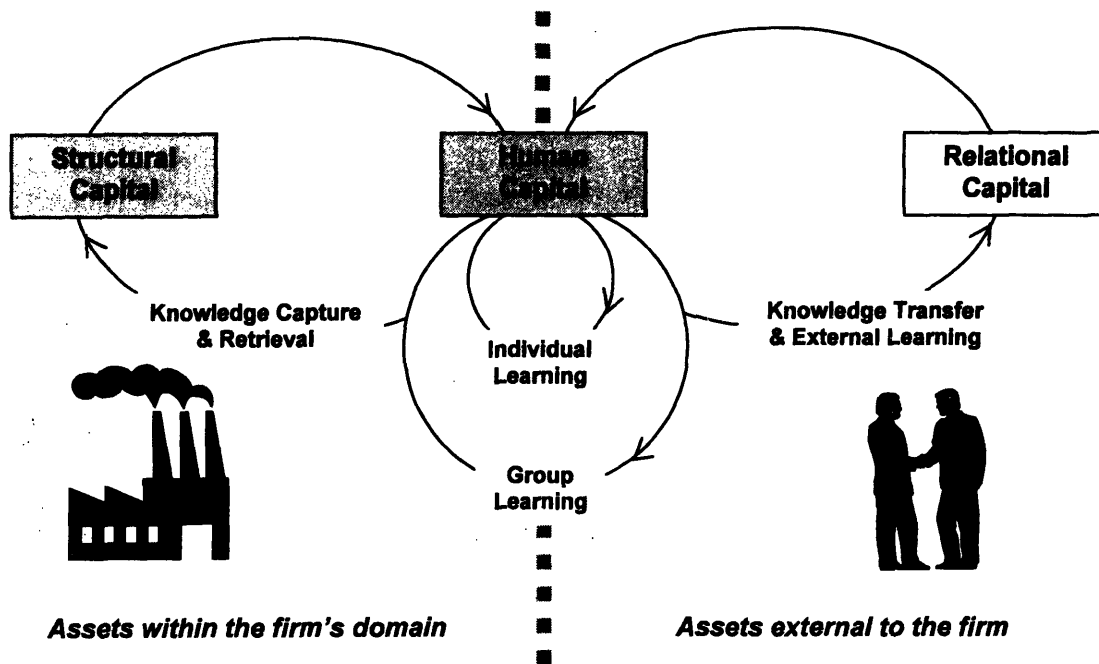 Structural
Capital
Human
Capital
Relational
Capital
Knowledge Capture
& Retrieval
Individual
Learning
Knowledge Transfer
& External Learning
Group
Learning
Assets within the firm's domain
Assets external to the firm